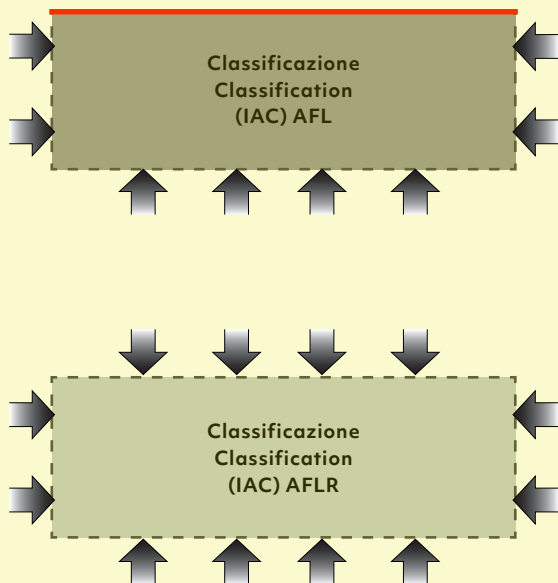 Classificazione
Classification
(IAC) AFL
Classificazione
Classification
(IAC) AFLR